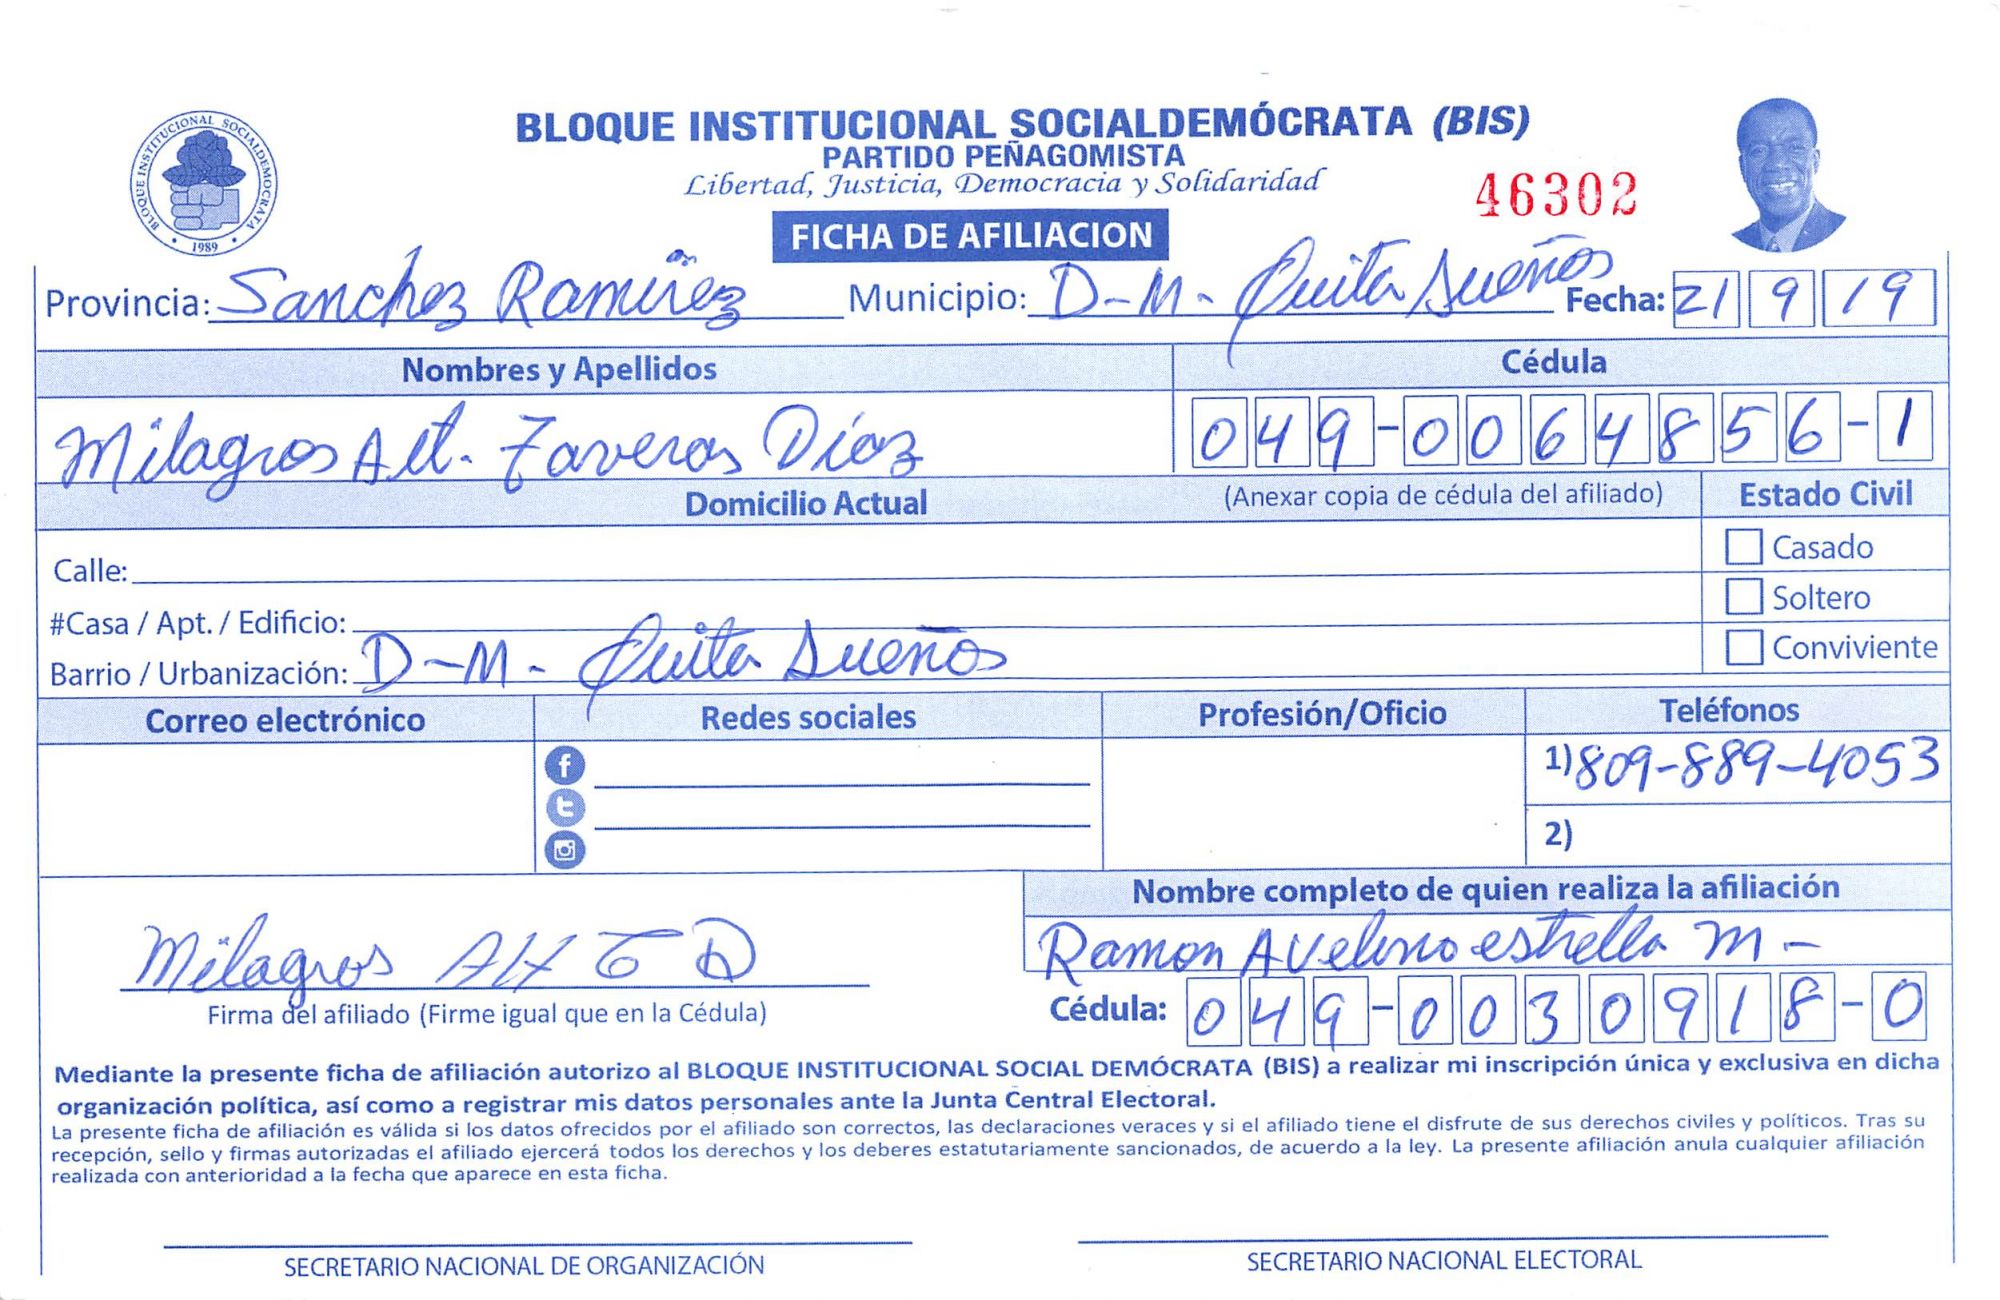 BLOQUE INSTITUCIONAL SOCIALDEMOCRATA
1989
BLOQUE INSTITUCIONAL SOCIALDEMÓCRATA (BIS)
PARTIDO PEÑAGOMISTA
Libertad, Justicia, Democracia y Solidaridad
46302
FICHA DE AFILIACION
Provincia: Sanchez Ramirez Municipio: D-M- Quita Sueños Fecha: 21 9 19
Nombres y Apellidos Cédula
Milagros Alt. Taveras Díaz 049-0064856-1
Domicilio Actual (Anexar copia de cédula del afiliado) Estado Civil
Calle: Casado
#Casa / Apt. / Edificio: Soltero
Barrio / Urbanización: D-M- Quita Sueños Conviviente
Correo electrónico Redes sociales Profesión/Oficio Teléfonos
1) 809-889-4053
2)
Nombre completo de quien realiza la afiliación
Ramon Avelino estrella M-
Milagros Alt T D
Firma del afiliado (Firme igual que en la Cédula) Cédula: 049-0030918-0
Mediante la presente ficha de afiliación autorizo al BLOQUE INSTITUCIONAL SOCIAL DEMÓCRATA (BIS) a realizar mi inscripción única y exclusiva en dicha
organización política, así como a registrar mis datos personales ante la Junta Central Electoral.
La presente ficha de afiliación es válida si los datos ofrecidos por el afiliado son correctos, las declaraciones veraces y si el afiliado tiene el disfrute de sus derechos civiles y políticos. Tras su
recepción, sello y firmas autorizadas el afiliado ejercerá todos los derechos y los deberes estatutariamente sancionados, de acuerdo a la ley. La presente afiliación anula cualquier afiliación
realizada con anterioridad a la fecha que aparece en esta ficha.
SECRETARIO NACIONAL DE ORGANIZACIÓN SECRETARIO NACIONAL ELECTORAL